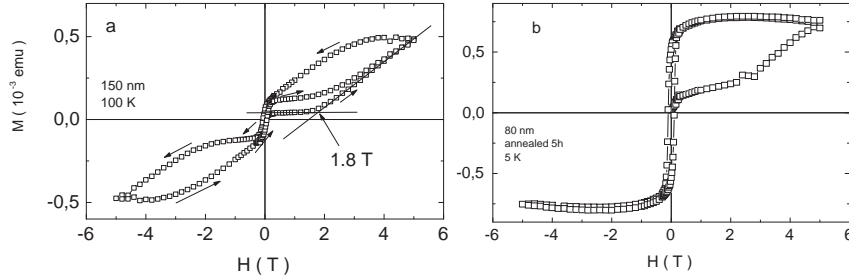 a
150 nm
100 K
1.8 T
M ( 10⁻³ emu )
0,5
0,0
-0,5
-6 -4 -2 0 2 4 6
H ( T )
b
80 nm
annealed 5h
5 K
0,5
0,0
-0,5
-6 -4 -2 0 2 4 6
H ( T )